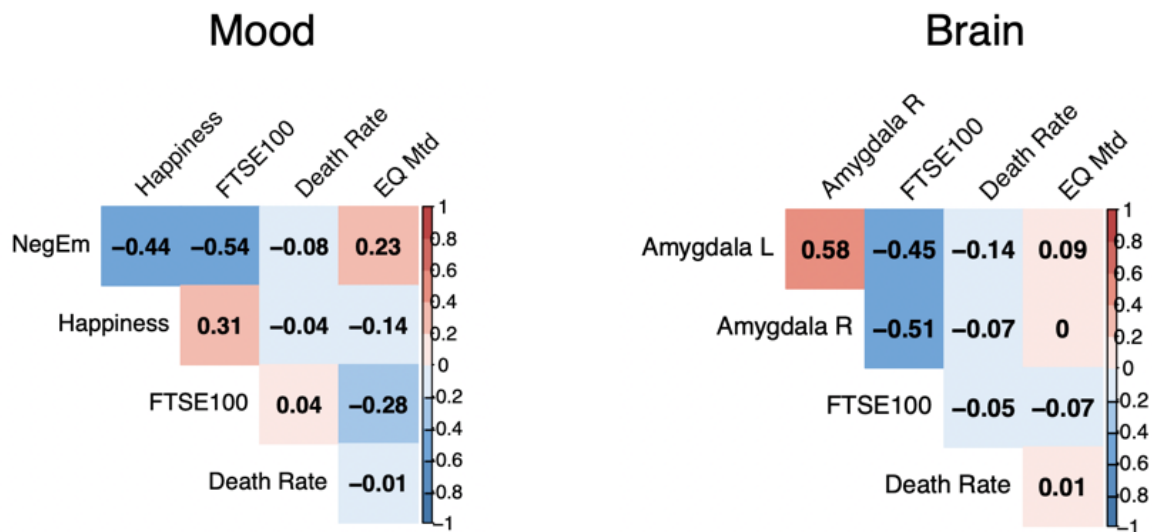 Mood
Happiness
FTSE100
Death Rate
EQ Mtd
NegEm −0.44 −0.54 −0.08 0.23
Happiness 0.31 −0.04 −0.14
FTSE100 0.04 −0.28
Death Rate −0.01
1
0.8
0.6
0.4
0.2
0
−0.2
−0.4
−0.6
−0.8
−1
Brain
Amygdala R
FTSE100
Death Rate
EQ Mtd
Amygdala L 0.58 −0.45 −0.14 0.09
Amygdala R −0.51 −0.07 0
FTSE100 −0.05 −0.07
Death Rate 0.01
1
0.8
0.6
0.4
0.2
0
−0.2
−0.4
−0.6
−0.8
−1